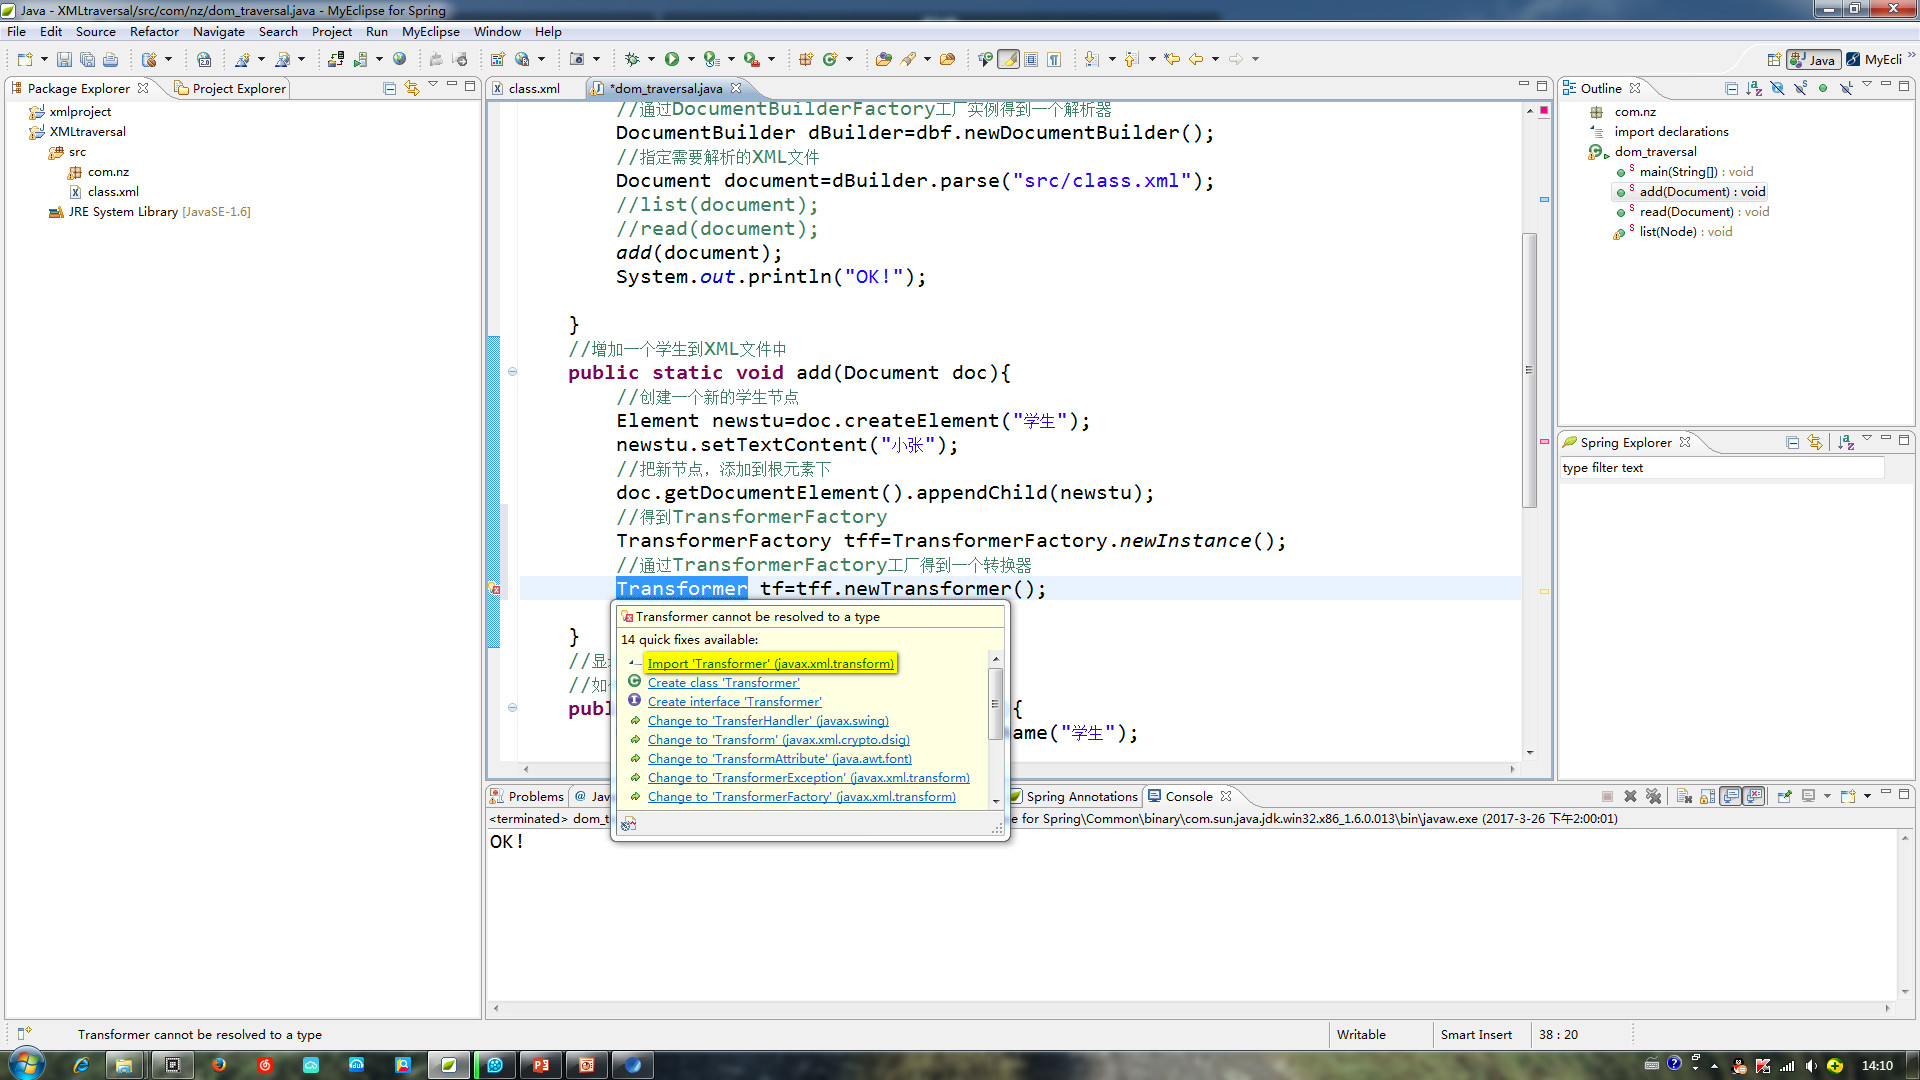 Java - XMLtraversal/src/com/nz/dom_traversal.java - MyEclipse for Spring
File Edit Source Refactor Navigate Search Project Run MyEclipse Window Help
Java MyEcli
Package Explorer Project Explorer
xmlproject
XMLtraversal
src
com.nz
class.xml
JRE System Library [JavaSE-1.6]
class.xml *dom_traversal.java
//通过DocumentBuilderFactory工厂实例得到一个解析器
DocumentBuilder dBuilder=dbf.newDocumentBuilder();
//指定需要解析的XML文件
Document document=dBuilder.parse("src/class.xml");
//list(document);
//read(document);
add(document);
System.out.println("OK!");
}
//增加一个学生到XML文件中
public static void add(Document doc){
//创建一个新的学生节点
Element newstu=doc.createElement("学生");
newstu.setTextContent("小张");
//把新节点，添加到根元素下
doc.getDocumentElement().appendChild(newstu);
//得到TransformerFactory
TransformerFactory tff=TransformerFactory.newInstance();
//通过TransformerFactory工厂得到一个转换器
Transformer tf=tff.newTransformer();
}
//显
//如
publ {
ame("学生");
Transformer cannot be resolved to a type
14 quick fixes available:
Import 'Transformer' (javax.xml.transform)
Create class 'Transformer'
Create interface 'Transformer'
Change to 'TransferHandler' (javax.swing)
Change to 'Transform' (javax.xml.crypto.dsig)
Change to 'TransformAttribute' (java.awt.font)
Change to 'TransformerException' (javax.xml.transform)
Change to 'TransformerFactory' (javax.xml.transform)
Outline
com.nz
import declarations
dom_traversal
main(String[]) : void
add(Document) : void
read(Document) : void
list(Node) : void
Spring Explorer
type filter text
Problems @ Jav Spring Annotations Console
<terminated> dom_t e for Spring\Common\binary\com.sun.java.jdk.win32.x86_1.6.0.013\bin\javaw.exe (2017-3-26 下午2:00:01)
OK!
Transformer cannot be resolved to a type Writable Smart Insert 38 : 20
14:10